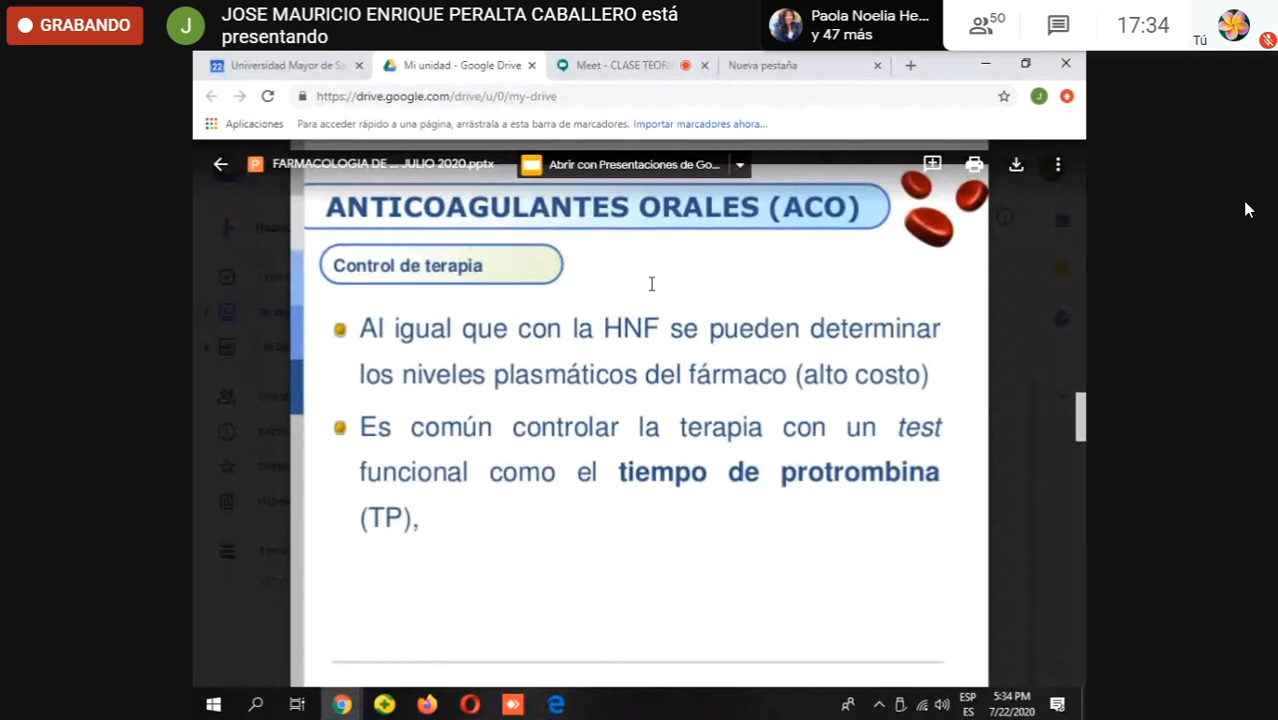 GRABANDO
J
JOSE MAURICIO ENRIQUE PERALTA CABALLERO está
presentando
Paola Noelia He...
y 47 más
50
17:34
Tú
22 Universidad Mayor de Sa
Mi unidad - Google Drive
Meet - CLASE TEORI
Nueva pestaña
https://drive.google.com/drive/u/0/my-drive
J
Aplicaciones
Para acceder rápido a una página, arrástrala a esta barra de marcadores. Importar marcadores ahora...
P FARMACOLOGIA DE ... JULIO 2020.pptx
Abrir con Presentaciones de Go...
ANTICOAGULANTES ORALES (ACO)
Control de terapia
Al igual que con la HNF se pueden determinar
los niveles plasmáticos del fármaco (alto costo)
Es común controlar la terapia con un test
funcional como el tiempo de protrombina
(TP),
ESP
ES
5:34 PM
7/22/2020